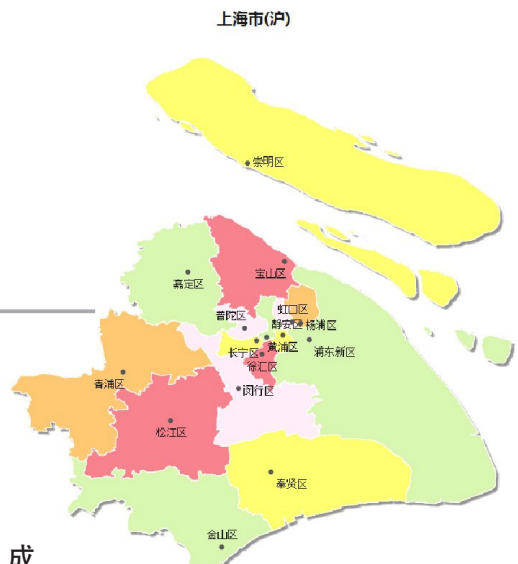 上海市(沪)
崇明区
宝山区
嘉定区
虹口区
普陀区
静安区
杨浦区
黄浦区
长宁区
浦东新区
徐汇区
青浦区
闵行区
松江区
奉贤区
金山区
成